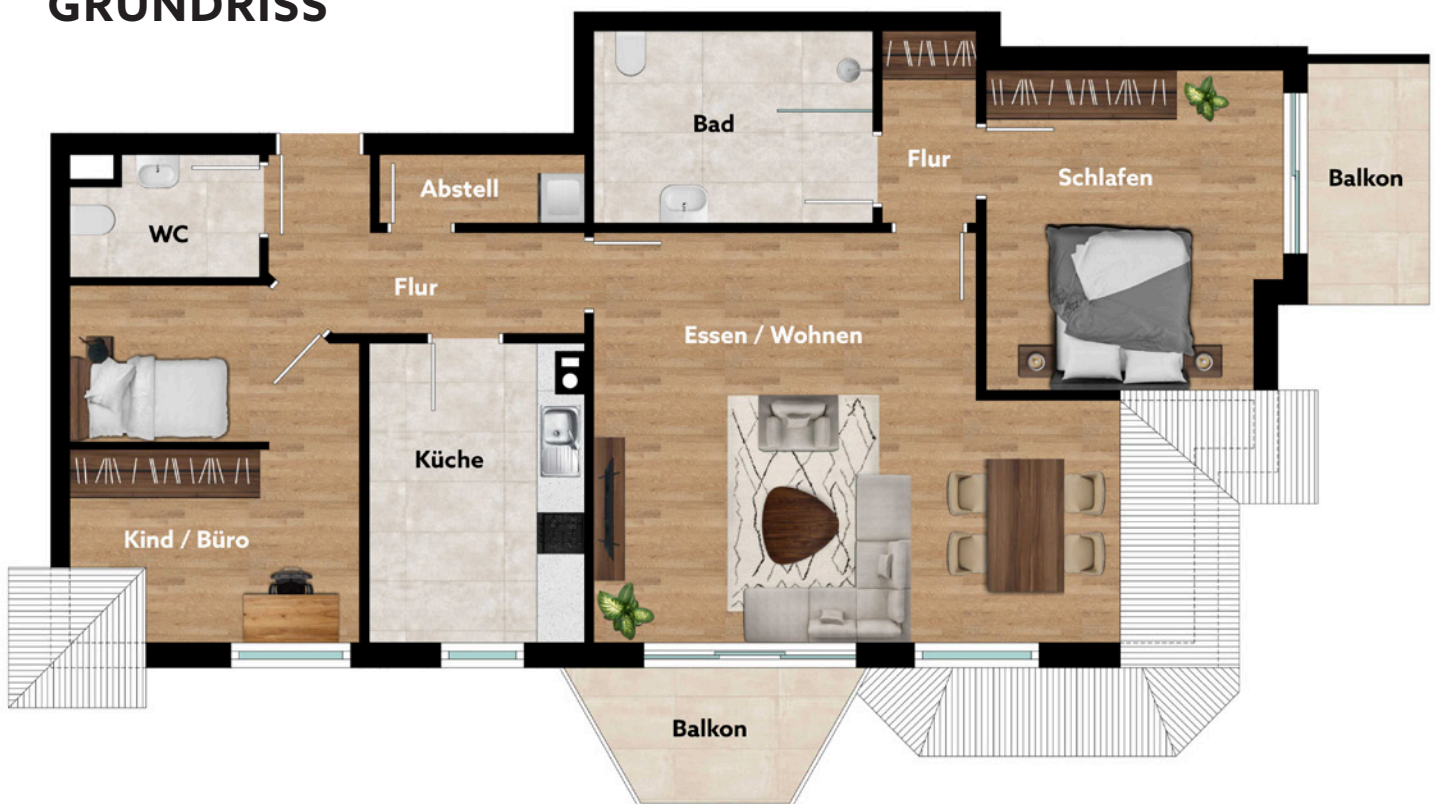 GRUNDRISS
Bad
Flur
Schlafen
Balkon
Abstell
WC
Flur
Essen / Wohnen
Küche
Kind / Büro
Balkon